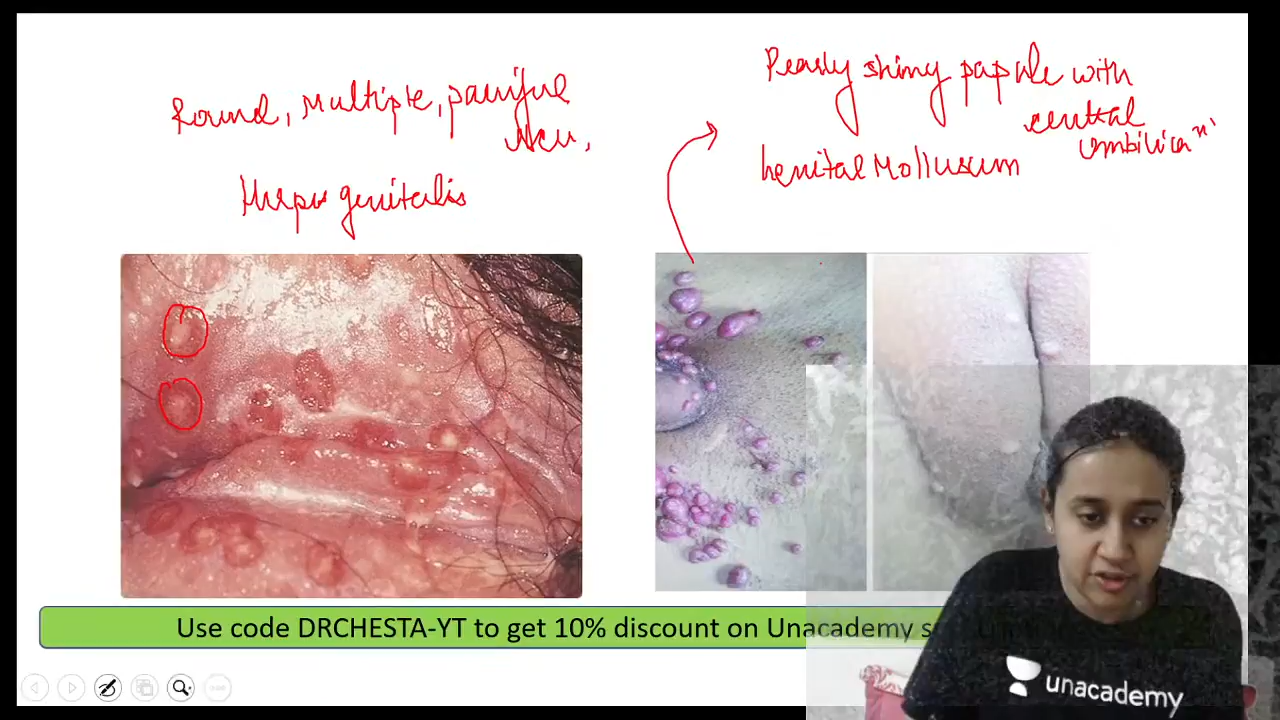 Round, Multiple, painful
ulcer,
Herpes genitalis
Pearly shiny papule with
central
umbilicaⁿ
Genital Molluscum
Use code DRCHESTA-YT to get 10% discount on Unacademy
unacademy